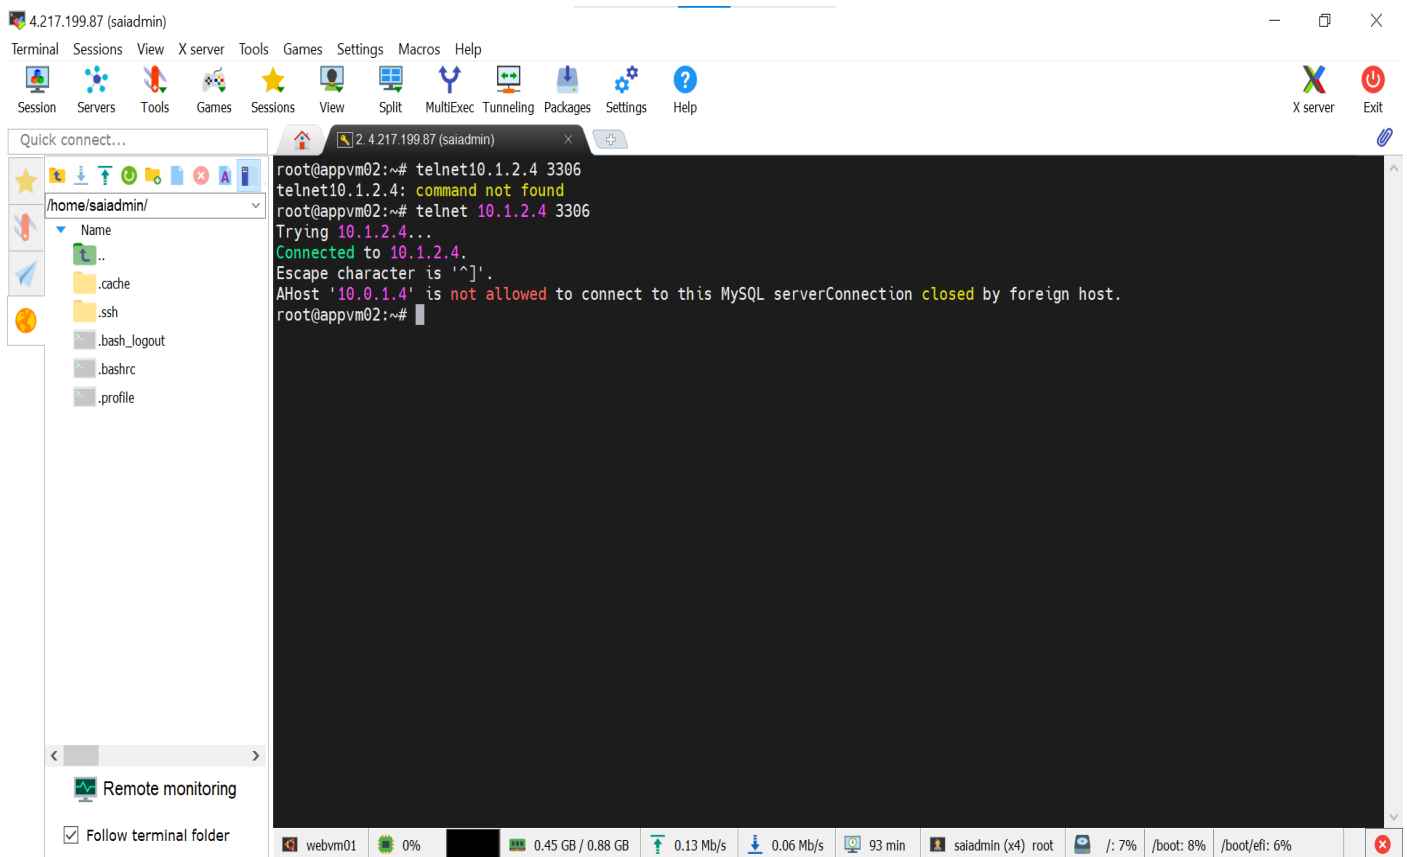 4.217.199.87 (saiadmin)
Terminal Sessions View X server Tools Games Settings Macros Help
Session Servers Tools Games Sessions View Split MultiExec Tunneling Packages Settings Help X server Exit
Quick connect...
2. 4.217.199.87 (saiadmin)
/home/saiadmin/
Name
..
.cache
.ssh
.bash_logout
.bashrc
.profile
Remote monitoring
Follow terminal folder
root@appvm02:~# telnet10.1.2.4 3306
telnet10.1.2.4: command not found
root@appvm02:~# telnet 10.1.2.4 3306
Trying 10.1.2.4...
Connected to 10.1.2.4.
Escape character is '^]'.
AHost '10.0.1.4' is not allowed to connect to this MySQL serverConnection closed by foreign host.
root@appvm02:~#
webvm01 0% 0.45 GB / 0.88 GB 0.13 Mb/s 0.06 Mb/s 93 min saiadmin (x4) root /: 7% /boot: 8% /boot/efi: 6%